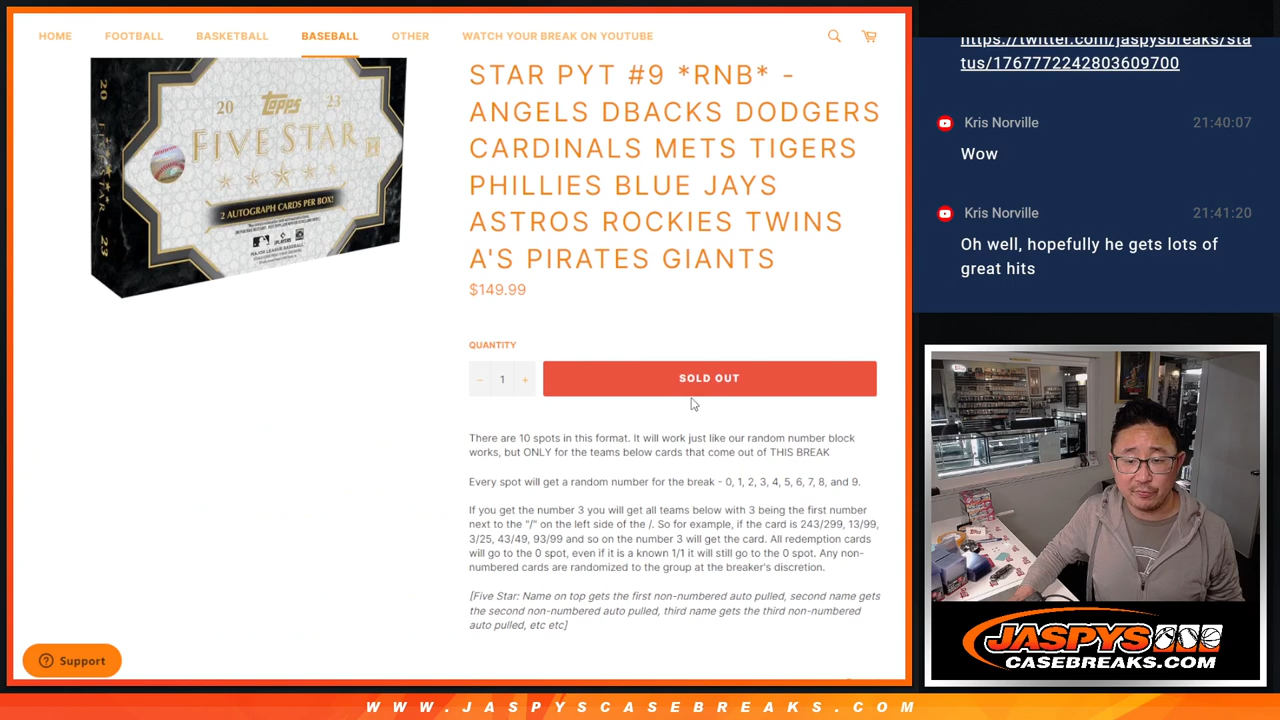 HOME FOOTBALL BASKETBALL BASEBALL OTHER WATCH YOUR BREAK ON YOUTUBE
20 Topps 23
FIVE STAR
2 AUTOGRAPH CARDS PER BOX!
STAR PYT #9 *RNB* -
ANGELS DBACKS DODGERS
CARDINALS METS TIGERS
PHILLIES BLUE JAYS
ASTROS ROCKIES TWINS
A'S PIRATES GIANTS
$149.99
QUANTITY
− 1 +
SOLD OUT
There are 10 spots in this format. It will work just like our random number block
works, but ONLY for the teams below cards that come out of THIS BREAK
Every spot will get a random number for the break - 0, 1, 2, 3, 4, 5, 6, 7, 8, and 9.
If you get the number 3 you will get all teams below with 3 being the first number
next to the "/" on the left side of the /. So for example, if the card is 243/299, 13/99,
3/25, 43/49, 93/99 and so on the number 3 will get the card. All redemption cards
will go to the 0 spot, even if it is a known 1/1 it will still go to the 0 spot. Any non-
numbered cards are randomized to the group at the breaker's discretion.
[Five Star: Name on top gets the first non-numbered auto pulled, second name gets
the second non-numbered auto pulled, third name gets the third non-numbered
auto pulled, etc etc]
Support
https://twitter.com/jaspysbreaks/sta
tus/1767772242803609700
Kris Norville 21:40:07
Wow
Kris Norville 21:41:20
Oh well, hopefully he gets lots of
great hits
JASPYS
CASEBREAKS.COM
WWW.JASPYSCASEBREAKS.COM